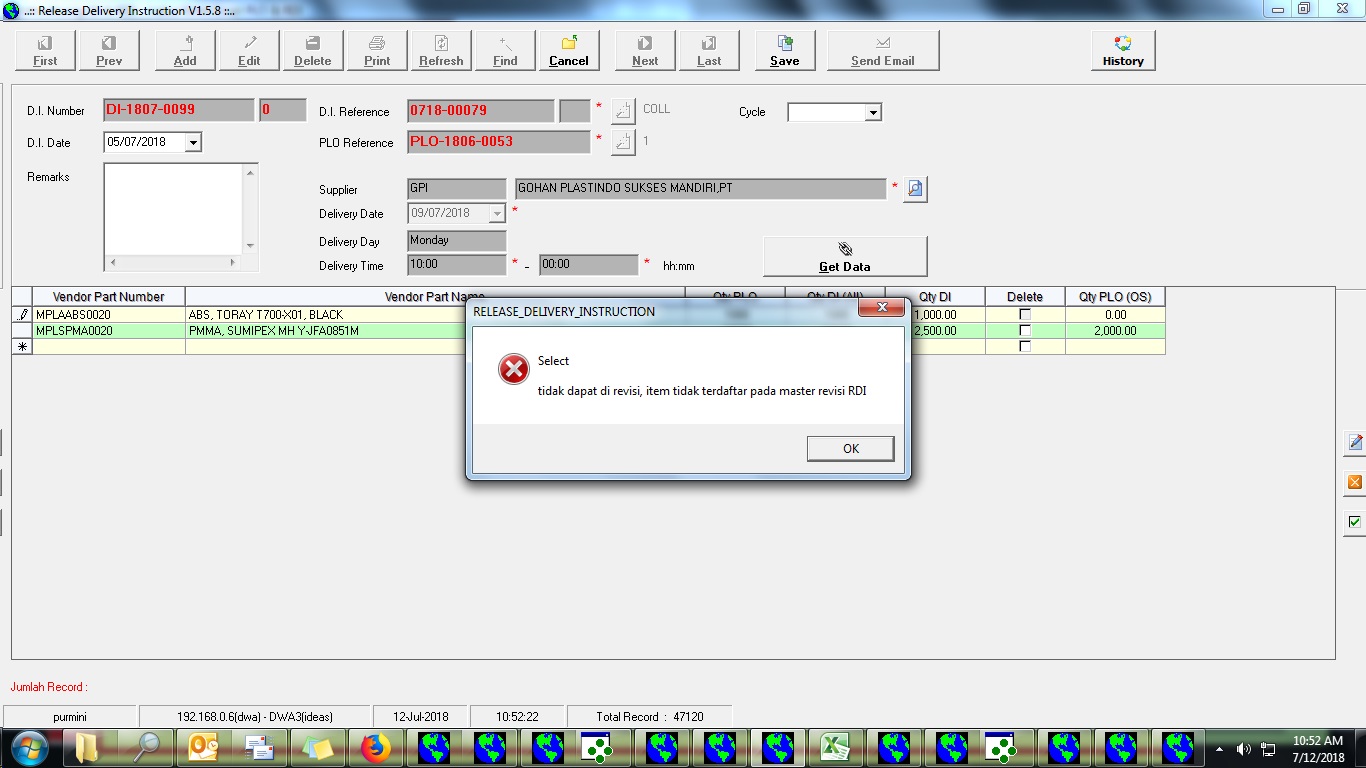 ..:: Release Delivery Instruction V1.5.8 ::..
First Prev Add Edit Delete Print Refresh Find Cancel Next Last Save Send Email History
D.I. Number DI-1807-0099 0 D.I. Reference 0718-00079 * COLL Cycle
D.I. Date 05/07/2018 PLO Reference PLO-1806-0053 * 1
Remarks
Supplier GPI GOHAN PLASTINDO SUKSES MANDIRI,PT *
Delivery Date 09/07/2018 *
Delivery Day Monday
Delivery Time 10:00 * - 00:00 * hh:mm
Get Data
Vendor Part Number Vendor Part Name Qty PLO Qty DI (All) Qty DI Delete Qty PLO (OS)
MPLAABS0020 ABS, TORAY T700-X01, BLACK 1,000.00 0.00
MPLSPMA0020 PMMA, SUMIPEX MH Y-JFA0851M 2,500.00 2,000.00
RELEASE_DELIVERY_INSTRUCTION
Select
tidak dapat di revisi, item tidak terdaftar pada master revisi RDI
OK
Jumlah Record :
purmini 192.168.0.6(dwa) - DWA3(ideas) 12-Jul-2018 10:52:22 Total Record : 47120
10:52 AM
7/12/2018